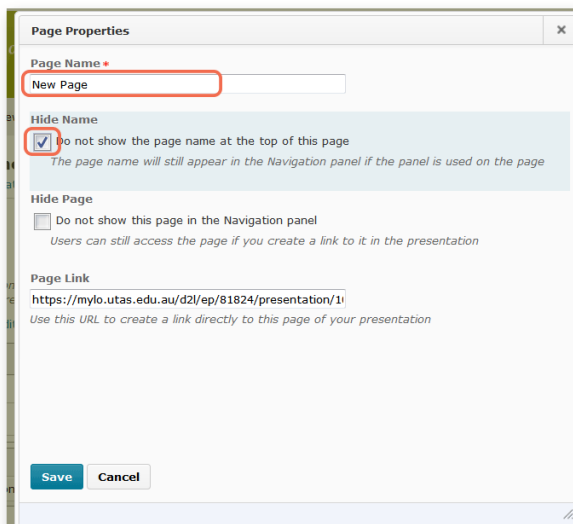 Page Properties
Page Name *
New Page
Hide Name
Do not show the page name at the top of this page
The page name will still appear in the Navigation panel if the panel is used on the page
Hide Page
Do not show this page in the Navigation panel
Users can still access the page if you create a link to it in the presentation
Page Link
https://mylo.utas.edu.au/d2l/ep/81824/presentation/1
Use this URL to create a link directly to this page of your presentation
Save Cancel